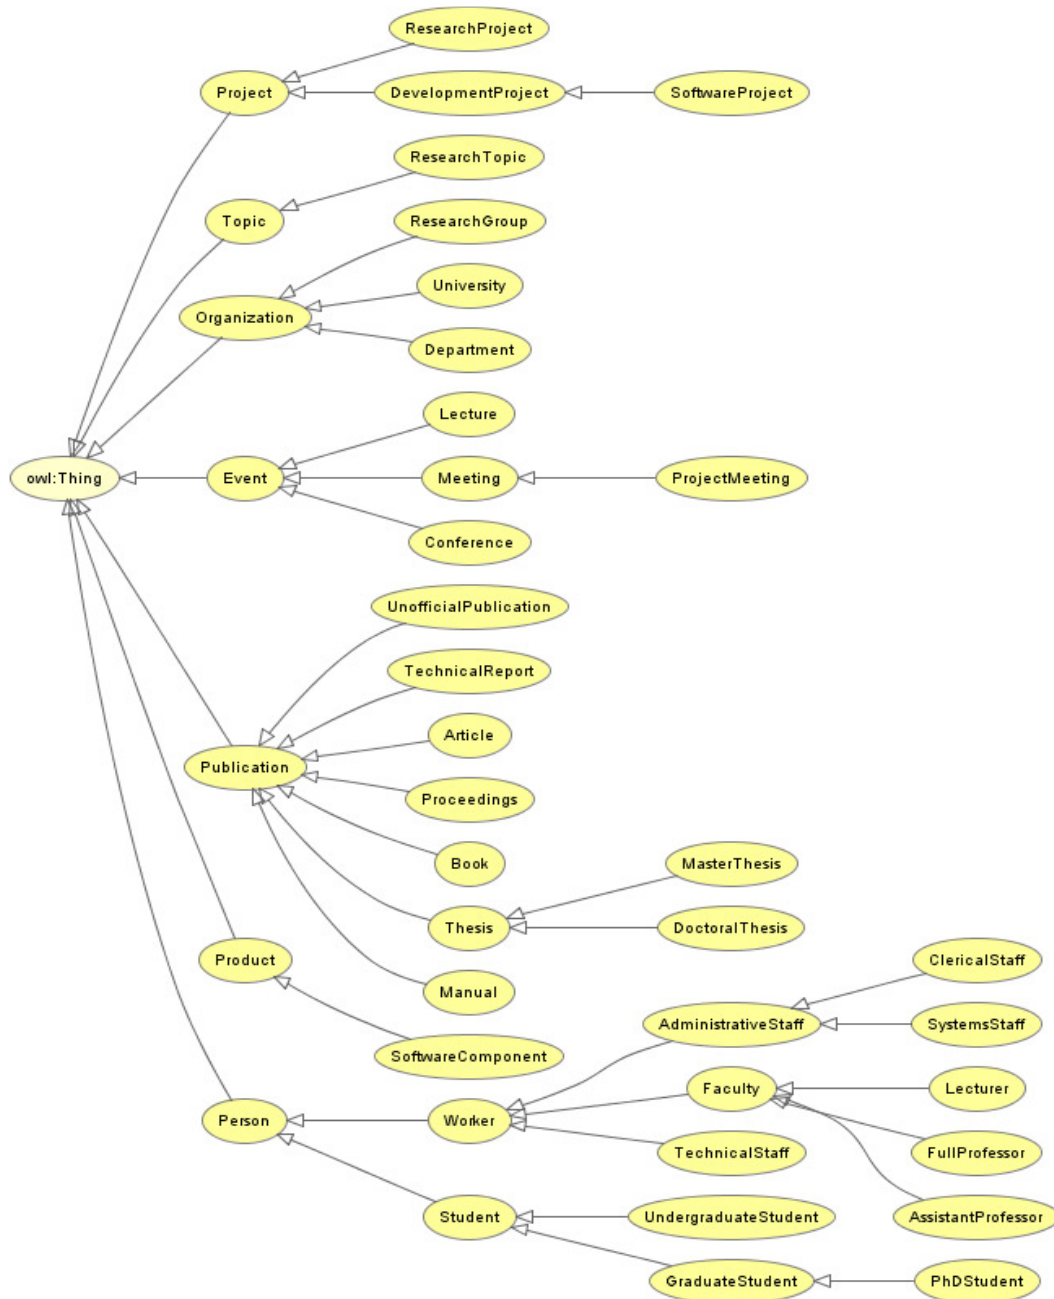 ResearchProject
Project
DevelopmentProject
SoftwareProject
ResearchTopic
Topic
ResearchGroup
University
Organization
Department
Lecture
owl:Thing
Event
Meeting
ProjectMeeting
Conference
UnofficialPublication
TechnicalReport
Article
Publication
Proceedings
Book
MasterThesis
Thesis
DoctoralThesis
Product
ClericalStaff
Manual
AdministrativeStaff
SystemsStaff
SoftwareComponent
Faculty
Lecturer
Person
Worker
TechnicalStaff
FullProfessor
Student
UndergraduateStudent
AssistantProfessor
GraduateStudent
PhDStudent